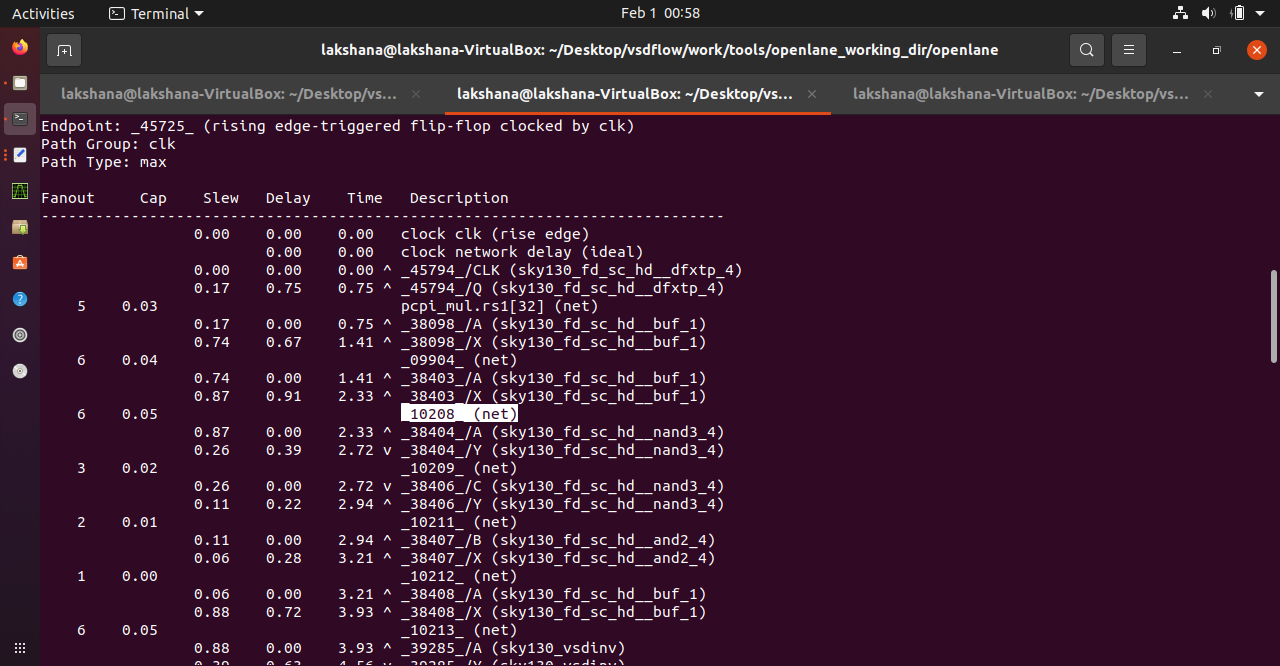 Activities Terminal Feb 1 00:58
lakshana@lakshana-VirtualBox: ~/Desktop/vsdflow/work/tools/openlane_working_dir/openlane
lakshana@lakshana-VirtualBox: ~/Desktop/vs... lakshana@lakshana-VirtualBox: ~/Desktop/vs... lakshana@lakshana-VirtualBox: ~/Desktop/vs...
Endpoint: _45725_ (rising edge-triggered flip-flop clocked by clk)
Path Group: clk
Path Type: max
Fanout Cap Slew Delay Time Description
-----------------------------------------------------------------------------
0.00 0.00 0.00 clock clk (rise edge)
0.00 0.00 clock network delay (ideal)
0.00 0.00 0.00 ^ _45794_/CLK (sky130_fd_sc_hd__dfxtp_4)
0.17 0.75 0.75 ^ _45794_/Q (sky130_fd_sc_hd__dfxtp_4)
5 0.03 pcpi_mul.rs1[32] (net)
0.17 0.00 0.75 ^ _38098_/A (sky130_fd_sc_hd__buf_1)
0.74 0.67 1.41 ^ _38098_/X (sky130_fd_sc_hd__buf_1)
6 0.04 _09904_ (net)
0.74 0.00 1.41 ^ _38403_/A (sky130_fd_sc_hd__buf_1)
0.87 0.91 2.33 ^ _38403_/X (sky130_fd_sc_hd__buf_1)
6 0.05 _10208_ (net)
0.87 0.00 2.33 ^ _38404_/A (sky130_fd_sc_hd__nand3_4)
0.26 0.39 2.72 v _38404_/Y (sky130_fd_sc_hd__nand3_4)
3 0.02 _10209_ (net)
0.26 0.00 2.72 v _38406_/C (sky130_fd_sc_hd__nand3_4)
0.11 0.22 2.94 ^ _38406_/Y (sky130_fd_sc_hd__nand3_4)
2 0.01 _10211_ (net)
0.11 0.00 2.94 ^ _38407_/B (sky130_fd_sc_hd__and2_4)
0.06 0.28 3.21 ^ _38407_/X (sky130_fd_sc_hd__and2_4)
1 0.00 _10212_ (net)
0.06 0.00 3.21 ^ _38408_/A (sky130_fd_sc_hd__buf_1)
0.88 0.72 3.93 ^ _38408_/X (sky130_fd_sc_hd__buf_1)
6 0.05 _10213_ (net)
0.88 0.00 3.93 ^ _39285_/A (sky130_vsdinv)
0.39 0.63 4.56 v _39285_/Y (sky130_vsdinv)